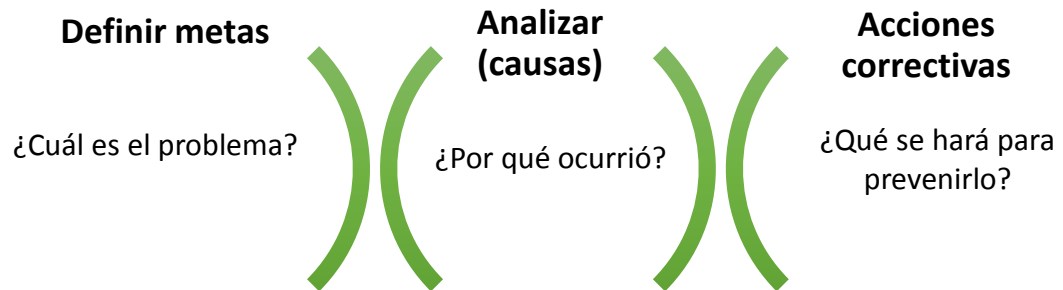 Definir metas
¿Cuál es el problema?
Analizar
(causas)
¿Por qué ocurrió?
Acciones
correctivas
¿Qué se hará para
prevenirlo?